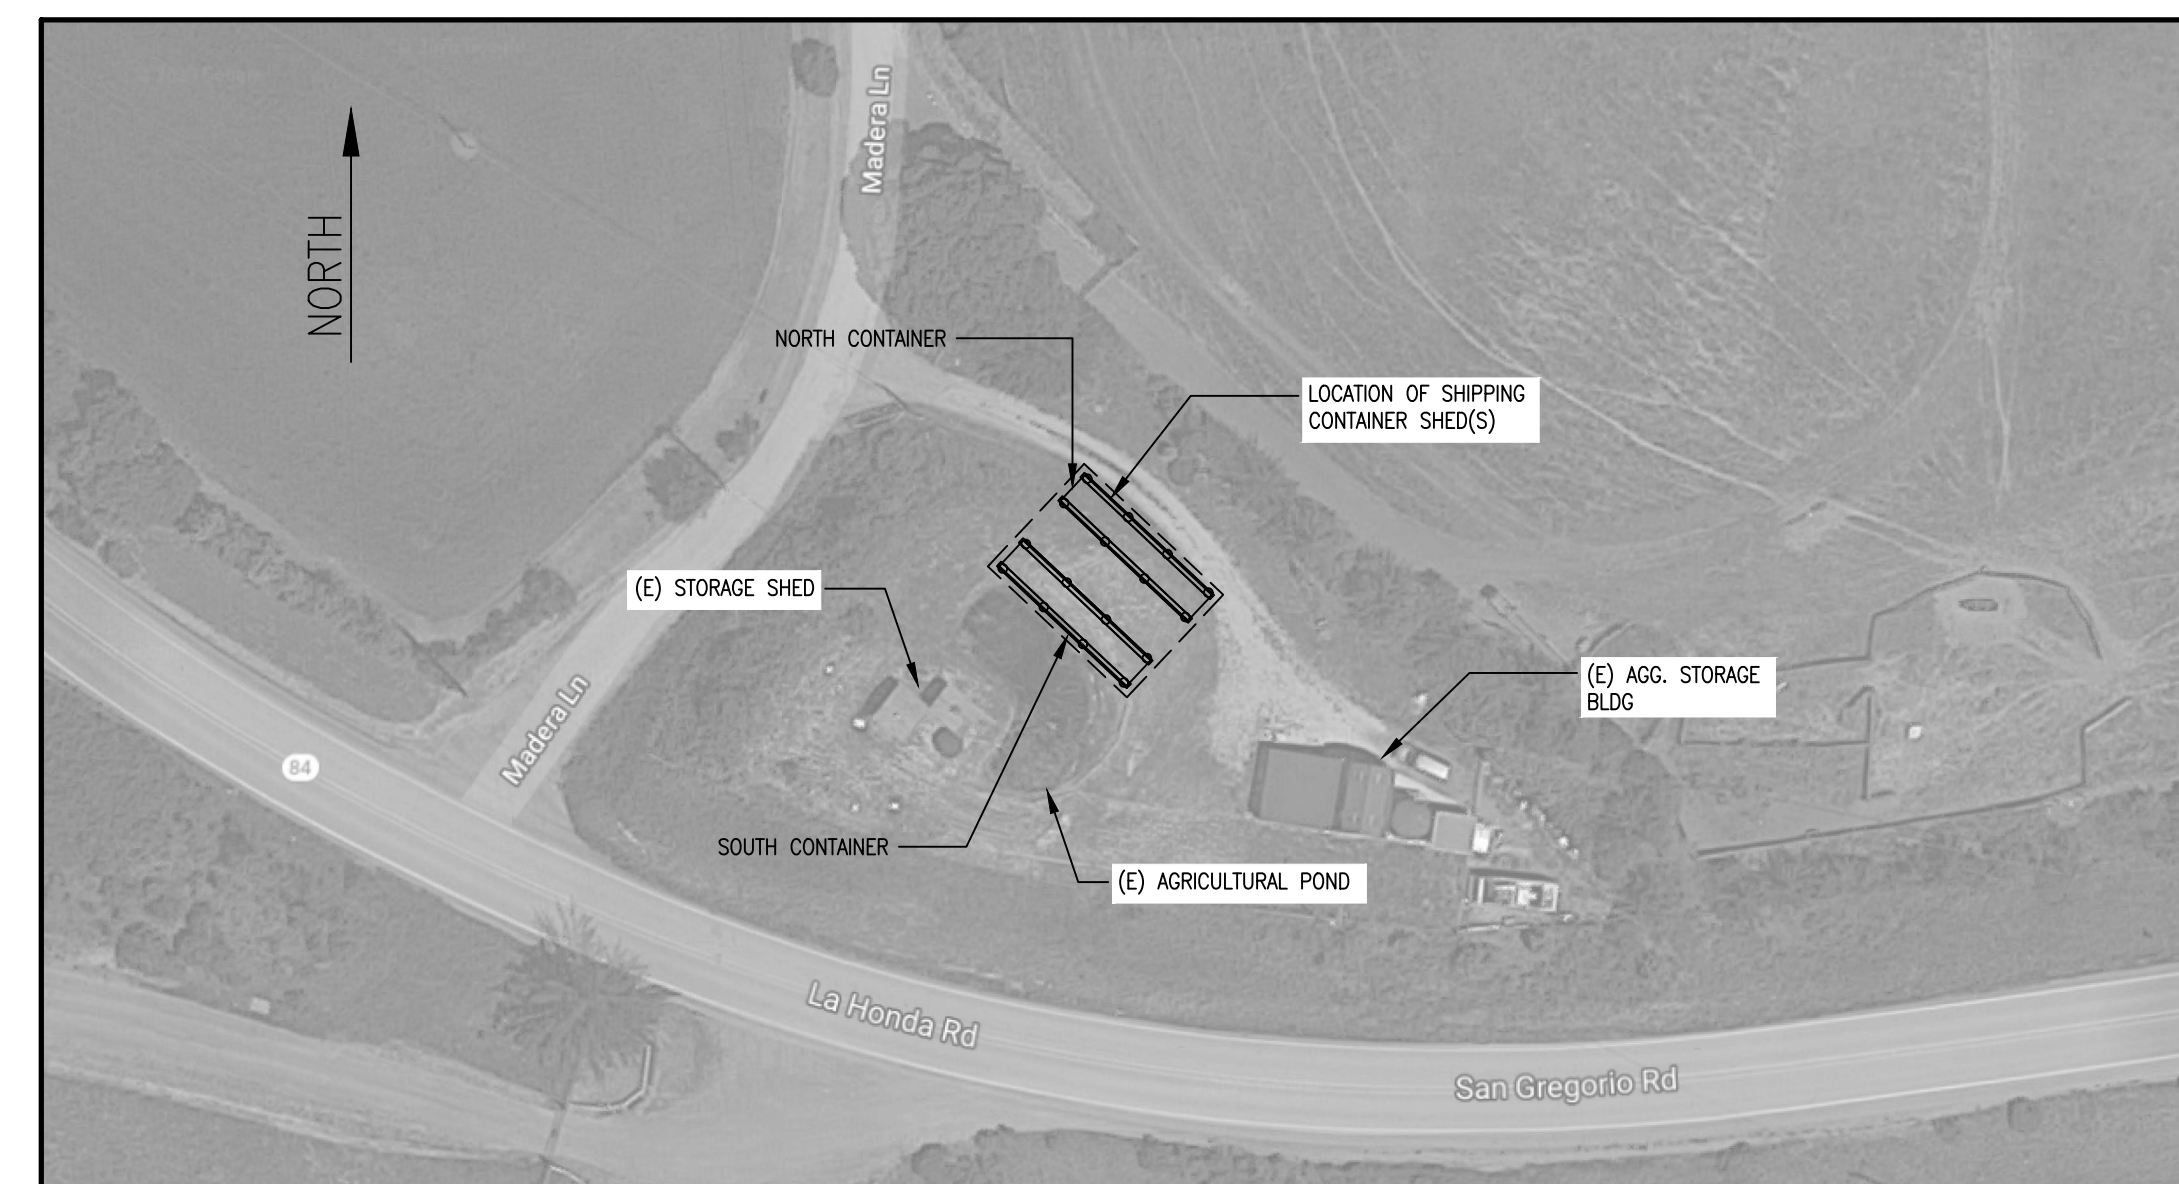 Madera Ln
NORTH
NORTH CONTAINER
LOCATION OF SHIPPING
CONTAINER SHED(S)
(E) STORAGE SHED
(E) AGG. STORAGE
BLDG
Madera Ln
84
SOUTH CONTAINER
(E) AGRICULTURAL POND
La Honda Rd
San Gregorio Rd